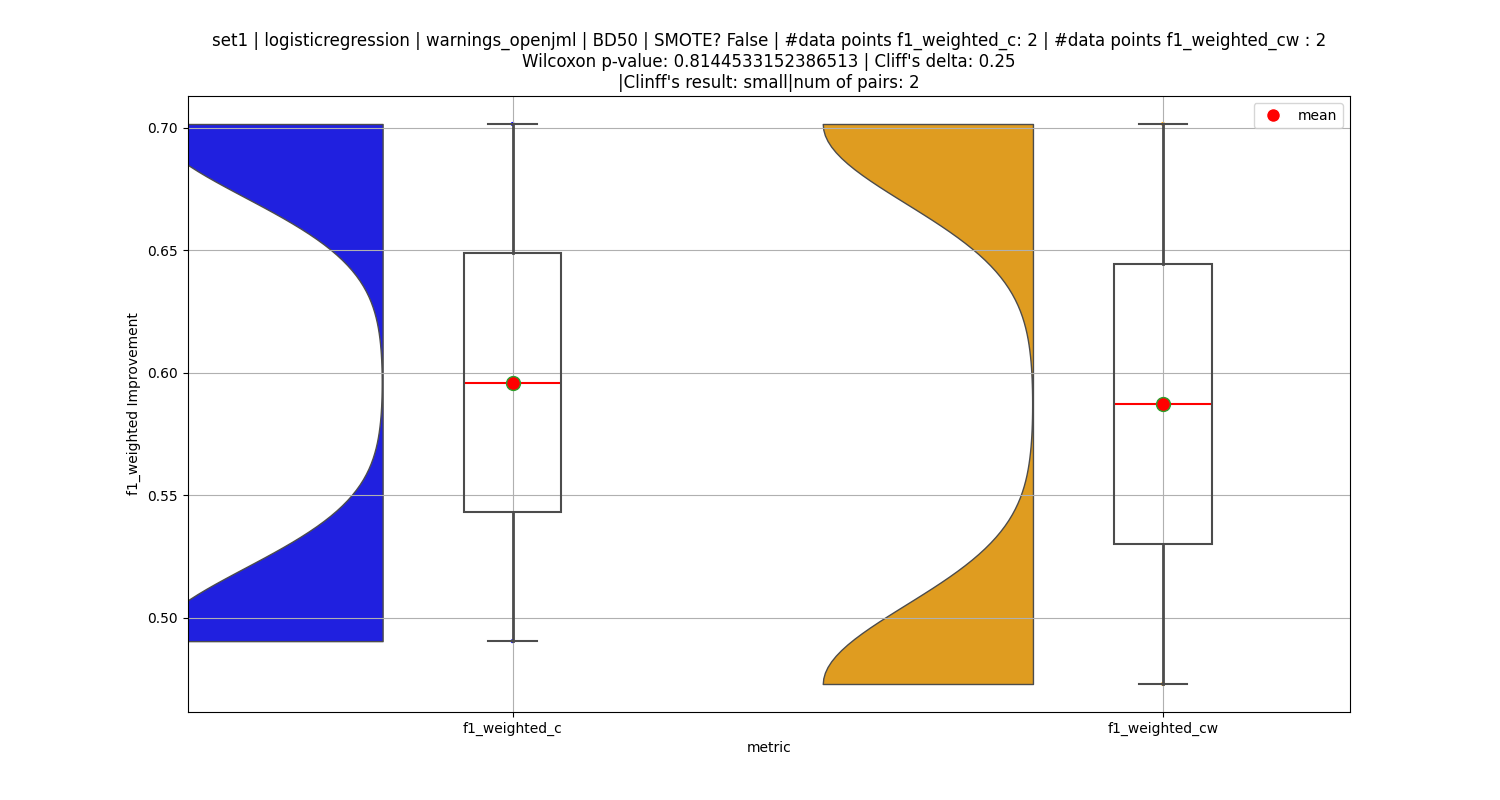 set1 | logisticregression | warnings_openjml | BD50 | SMOTE? False | #data points f1_weighted_c: 2 | #data points f1_weighted_cw : 2
Wilcoxon p-value: 0.8144533152386513 | Cliff's delta: 0.25
|Clinff's result: small|num of pairs: 2
mean
0.70
0.65
0.60
0.55
0.50
f1_weighted Improvement
f1_weighted_c
f1_weighted_cw
metric